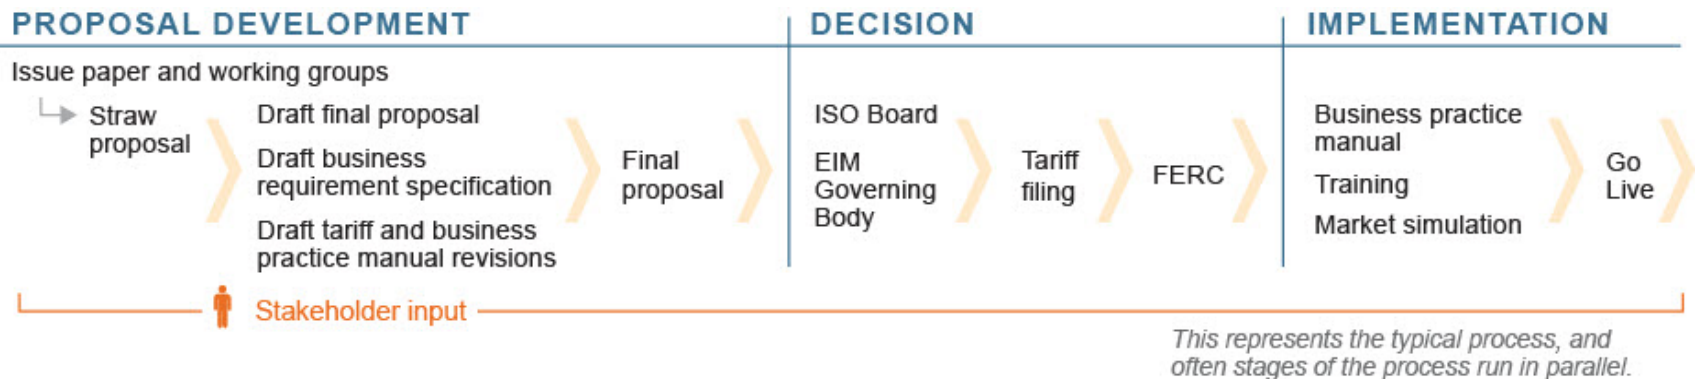 PROPOSAL DEVELOPMENT
Issue paper and working groups
Straw
proposal
Draft final proposal
Draft business
requirement specification
Draft tariff and business
practice manual revisions
Final
proposal
DECISION
ISO Board
EIM
Governing
Body
Tariff
filing
FERC
IMPLEMENTATION
Business practice
manual
Training
Market simulation
Go
Live
Stakeholder input
This represents the typical process, and
often stages of the process run in parallel.